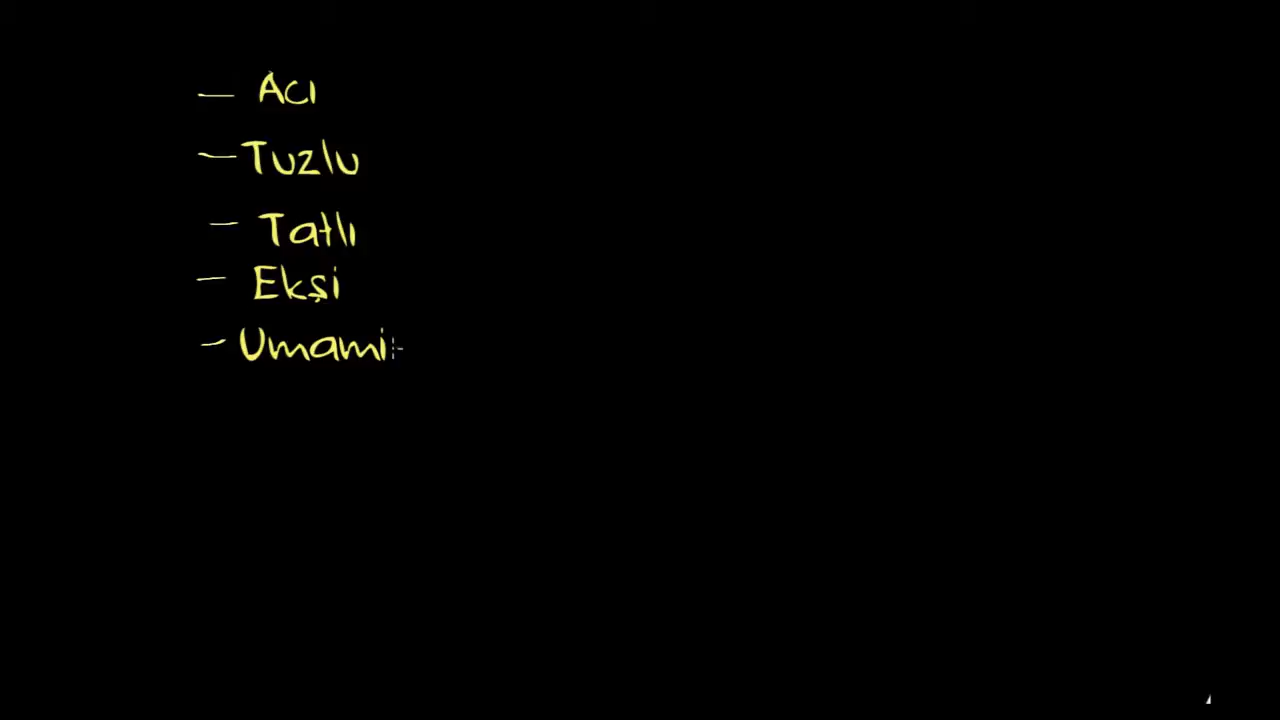 — Acı
— Tuzlu
— Tatlı
— Ekşi
— Umami